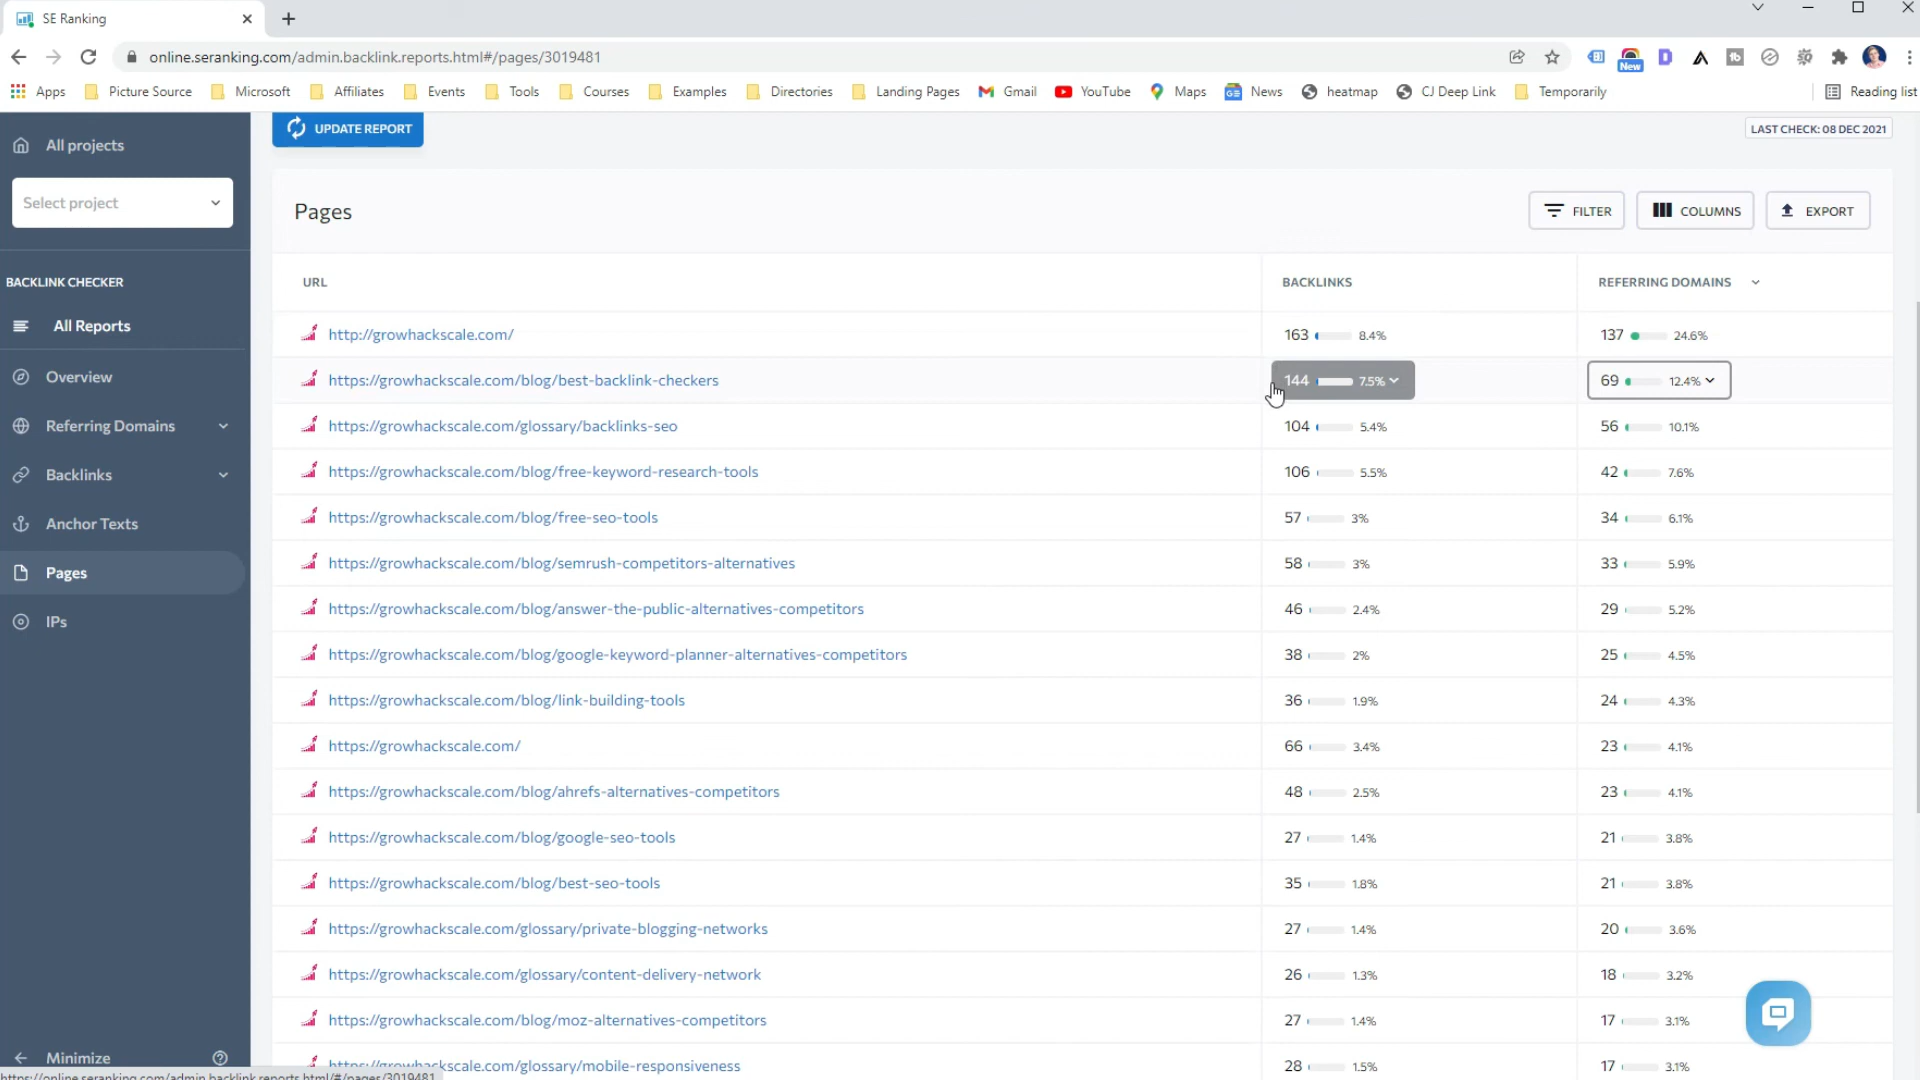 SE Ranking
online.seranking.com/admin.backlink.reports.html#/pages/3019481
New
Apps Picture Source Microsoft Affiliates Events Tools Courses Examples Directories Landing Pages Gmail YouTube Maps News heatmap CJ Deep Link Temporarily Reading list
All projects
Select project
BACKLINK CHECKER
All Reports
Overview
Referring Domains
Backlinks
Anchor Texts
Pages
IPs
Minimize
https://online.seranking.com/admin.backlink.reports.html/#/pages/3019481
UPDATE REPORT
LAST CHECK: 08 DEC 2021
Pages
FILTER COLUMNS EXPORT
URL BACKLINKS REFERRING DOMAINS
http://growhackscale.com/ 163 8.4% 137 24.6%
https://growhackscale.com/blog/best-backlink-checkers 144 7.5% 69 12.4%
https://growhackscale.com/glossary/backlinks-seo 104 5.4% 56 10.1%
https://growhackscale.com/blog/free-keyword-research-tools 106 5.5% 42 7.6%
https://growhackscale.com/blog/free-seo-tools 57 3% 34 6.1%
https://growhackscale.com/blog/semrush-competitors-alternatives 58 3% 33 5.9%
https://growhackscale.com/blog/answer-the-public-alternatives-competitors 46 2.4% 29 5.2%
https://growhackscale.com/blog/google-keyword-planner-alternatives-competitors 38 2% 25 4.5%
https://growhackscale.com/blog/link-building-tools 36 1.9% 24 4.3%
https://growhackscale.com/ 66 3.4% 23 4.1%
https://growhackscale.com/blog/ahrefs-alternatives-competitors 48 2.5% 23 4.1%
https://growhackscale.com/blog/google-seo-tools 27 1.4% 21 3.8%
https://growhackscale.com/blog/best-seo-tools 35 1.8% 21 3.8%
https://growhackscale.com/glossary/private-blogging-networks 27 1.4% 20 3.6%
https://growhackscale.com/glossary/content-delivery-network 26 1.3% 18 3.2%
https://growhackscale.com/blog/moz-alternatives-competitors 27 1.4% 17 3.1%
https://growhackscale.com/glossary/mobile-responsiveness 28 1.5% 17 3.1%